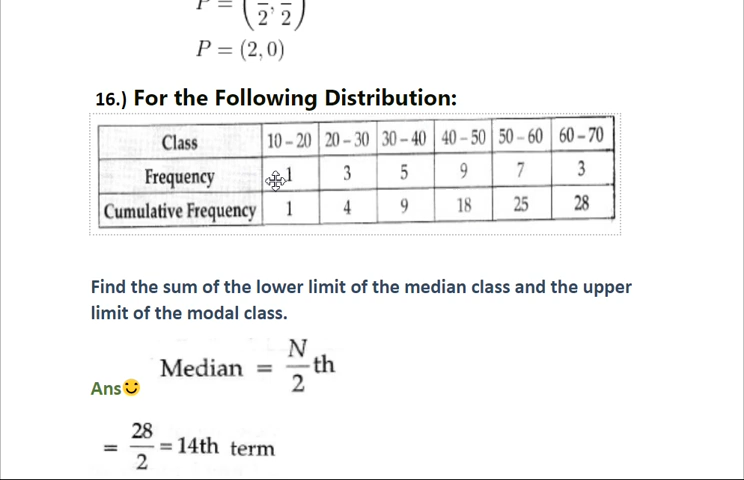 P = (2, 2)
P = (2, 0)
16.) For the Following Distribution:
Class 10 – 20 20 – 30 30 – 40 40 – 50 50 – 60 60 – 70
Frequency 1 3 5 9 7 3
Cumulative Frequency 1 4 9 18 25 28
Find the sum of the lower limit of the median class and the upper
limit of the modal class.
Ans Median = N/2 th
= 28/2 = 14th term